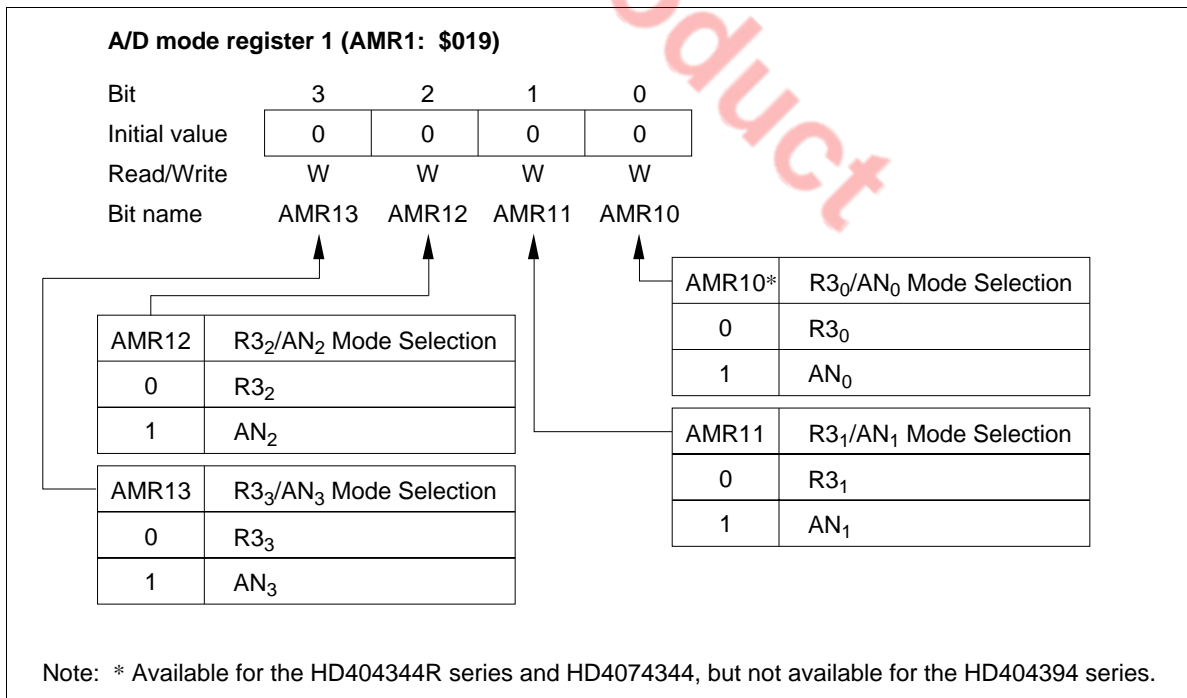 oduct
A/D mode register 1 (AMR1: $019)
Bit 3 2 1 0
Initial value 0 0 0 0
Read/Write W W W W
Bit name AMR13 AMR12 AMR11 AMR10
AMR10* R3₀/AN₀ Mode Selection
0 R3₀
1 AN₀
AMR12 R3₂/AN₂ Mode Selection
0 R3₂
1 AN₂
AMR11 R3₁/AN₁ Mode Selection
0 R3₁
1 AN₁
AMR13 R3₃/AN₃ Mode Selection
0 R3₃
1 AN₃
Note: * Available for the HD404344R series and HD4074344, but not available for the HD404394 series.